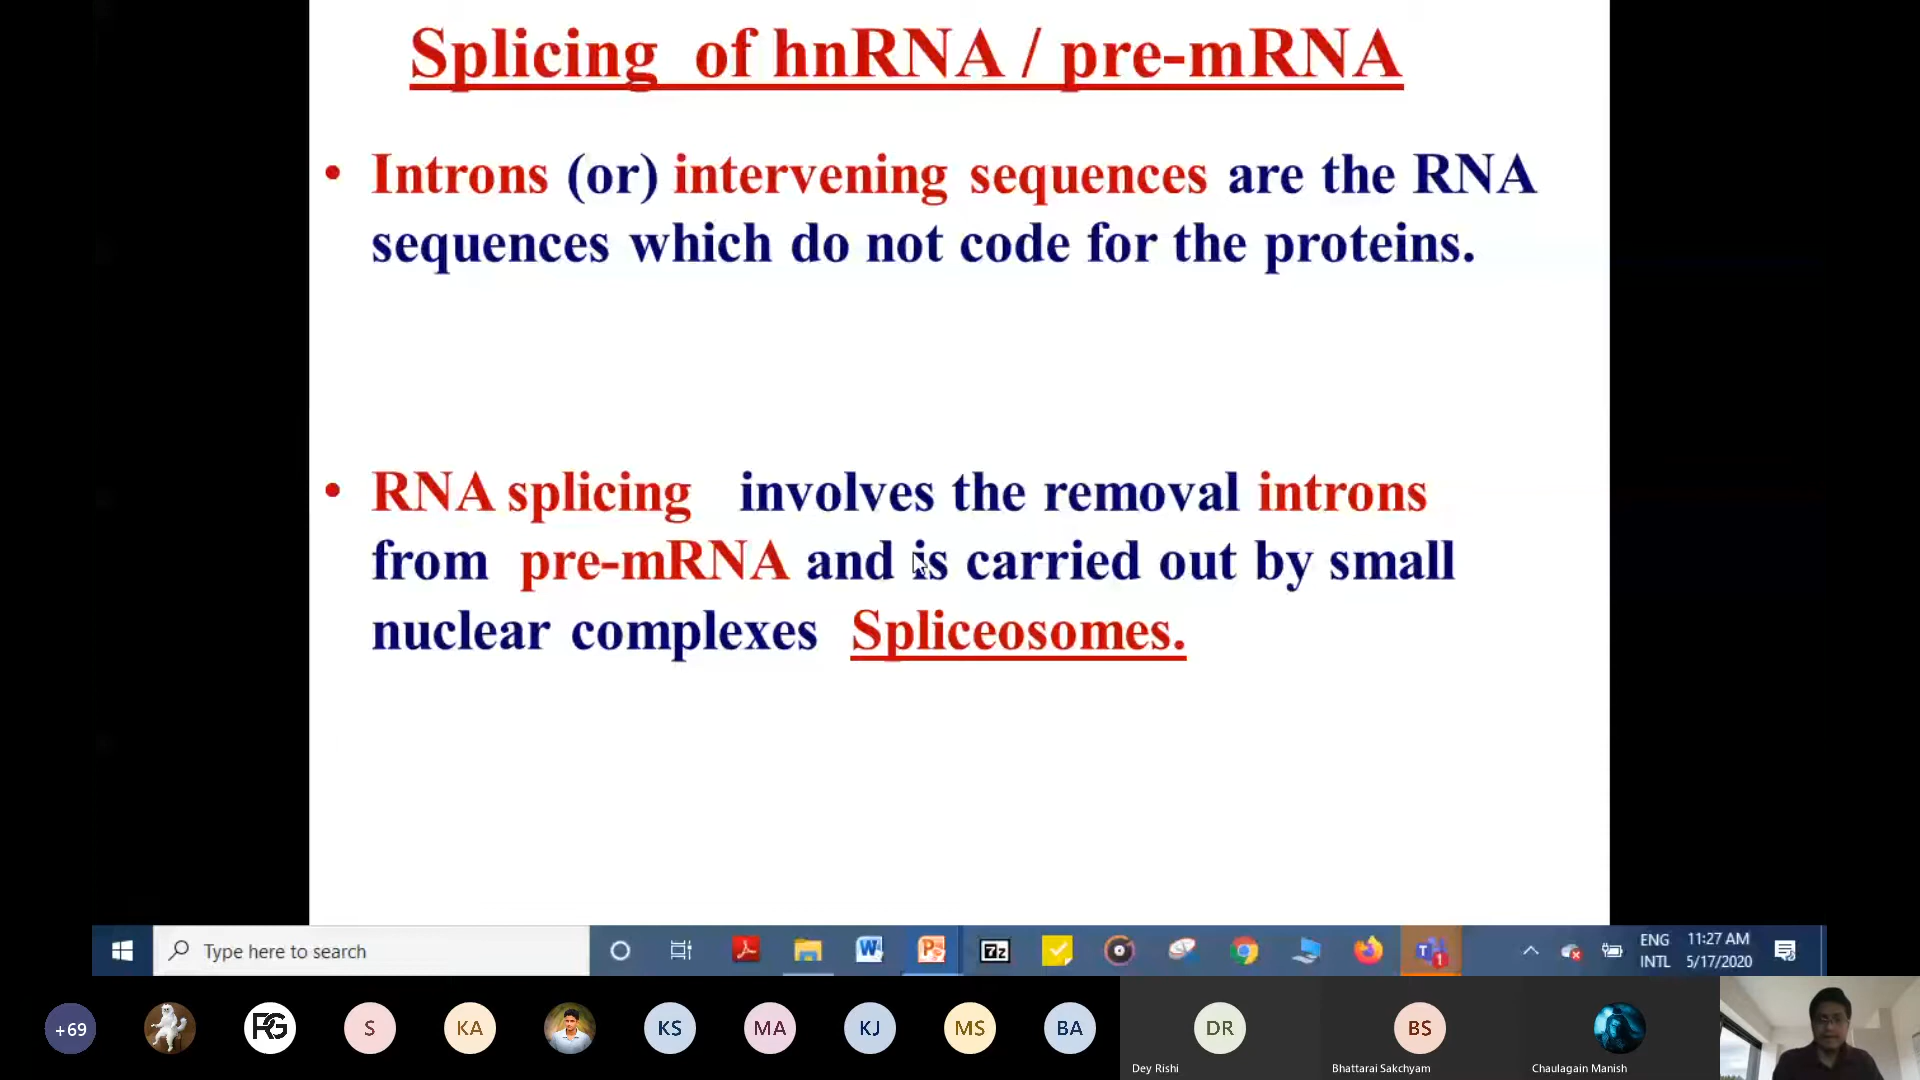 Splicing of hnRNA / pre-mRNA
• Introns (or) intervening sequences are the RNA
sequences which do not code for the proteins.
• RNA splicing involves the removal introns
from pre-mRNA and is carried out by small
nuclear complexes Spliceosomes.
Type here to search
ENG
INTL
11:27 AM
5/17/2020
+69
RG
S
KA
KS
MA
KJ
MS
BA
DR
Dey Rishi
BS
Bhattarai Sakchyam
Chaulagain Manish